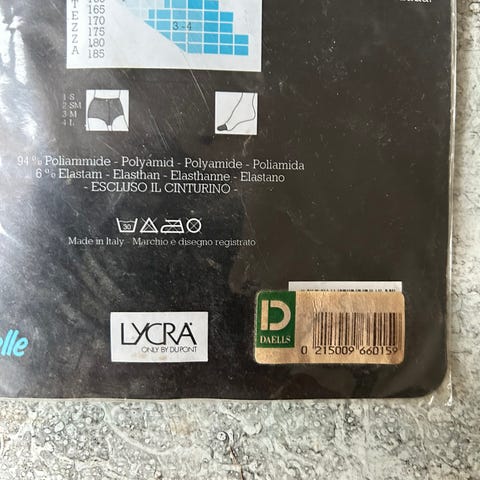 TEZZA
165
170
175
180
185
3-4
1-S
2-SM
3-M
4-L
94% Poliammide - Polyamid - Polyamide - Poliamida
6% Elastam - Elasthan - Elasthanne - Elastano
- ESCLUSO IL CINTURINO -
30
Made in Italy - Marchio e disegno registrato
elle
LYCRA
ONLY BY DU PONT
D
DAELLS
0 215009 660159